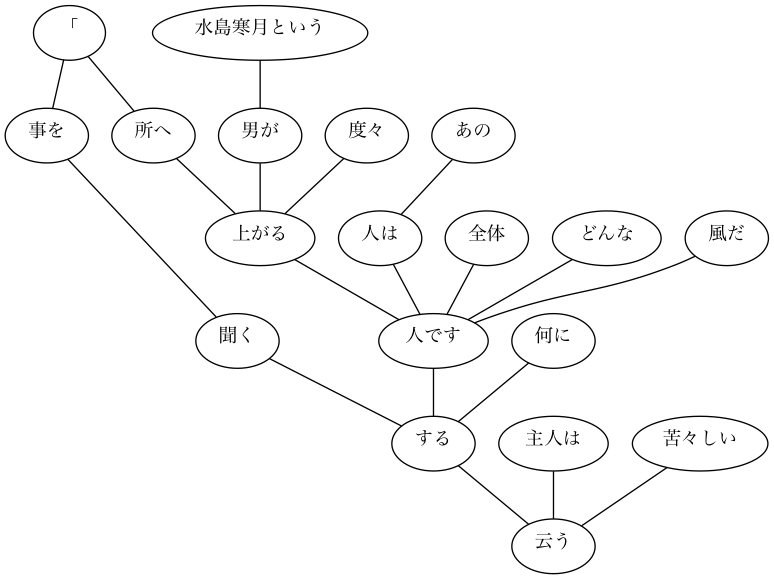 「
水島寒月という
事を
所へ
男が
度々
あの
上がる
人は
全体
どんな
風だ
聞く
人です
何に
する
主人は
苦々しい
云う